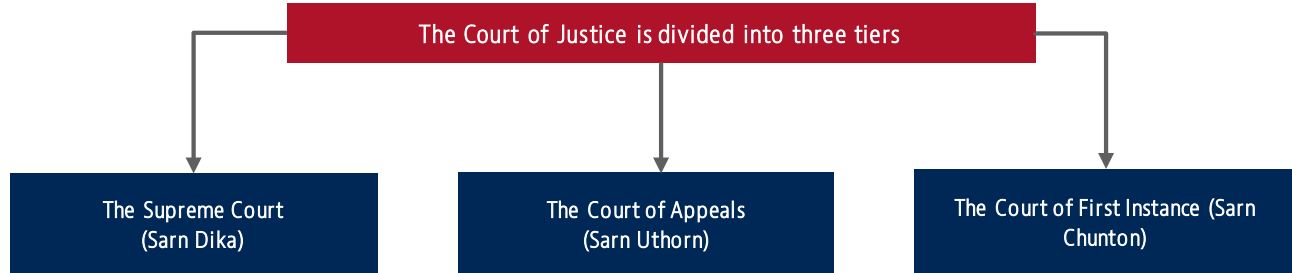 The Court of Justice is divided into three tiers
The Supreme Court
(Sarn Dika)
The Court of Appeals
(Sarn Uthorn)
The Court of First Instance (Sarn
Chunton)